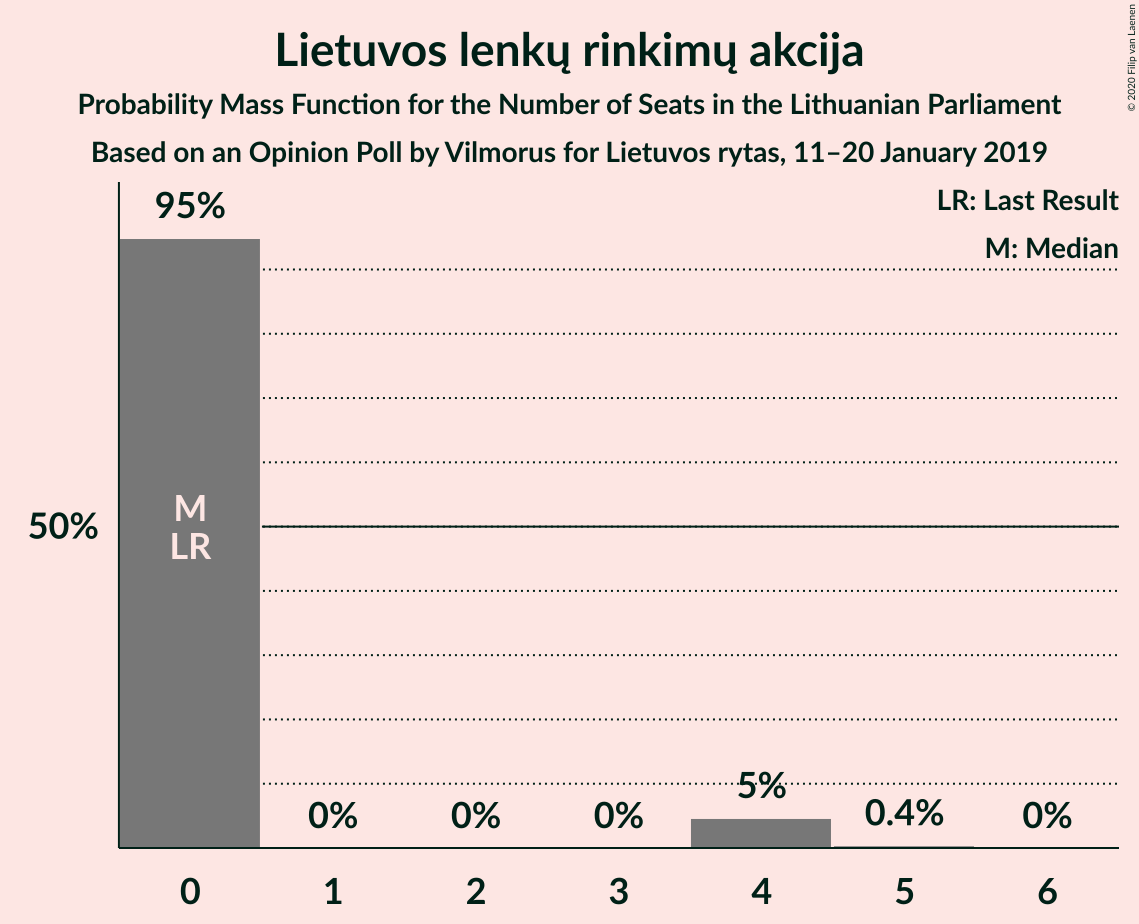 Lietuvos lenkų rinkimų akcija
Probability Mass Function for the Number of Seats in the Lithuanian Parliament
Based on an Opinion Poll by Vilmorus for Lietuvos rytas, 11–20 January 2019
© 2020 Filip van Laenen
LR: Last Result
M: Median
95%
M
LR
50%
0%
0%
0%
5%
0.4%
0%
0
1
2
3
4
5
6